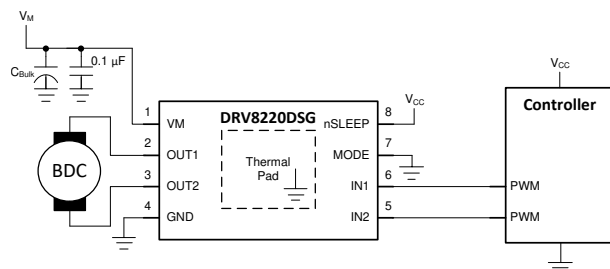 VM
CBulk
0.1 µF
VCC
DRV8220DSG
Controller
1 VM
nSLEEP 8
VCC
2 OUT1
MODE 7
Thermal
Pad
BDC
3 OUT2
IN1 6
PWM
4 GND
IN2 5
PWM